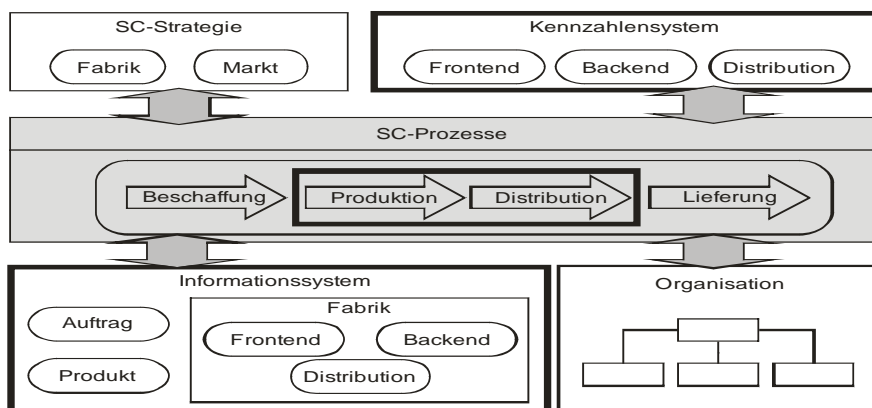 SC-Strategie
Fabrik
Markt
Kennzahlensystem
Frontend
Backend
Distribution
SC-Prozesse
Beschaffung
Produktion
Distribution
Lieferung
Informationssystem
Auftrag
Produkt
Fabrik
Frontend
Backend
Distribution
Organisation